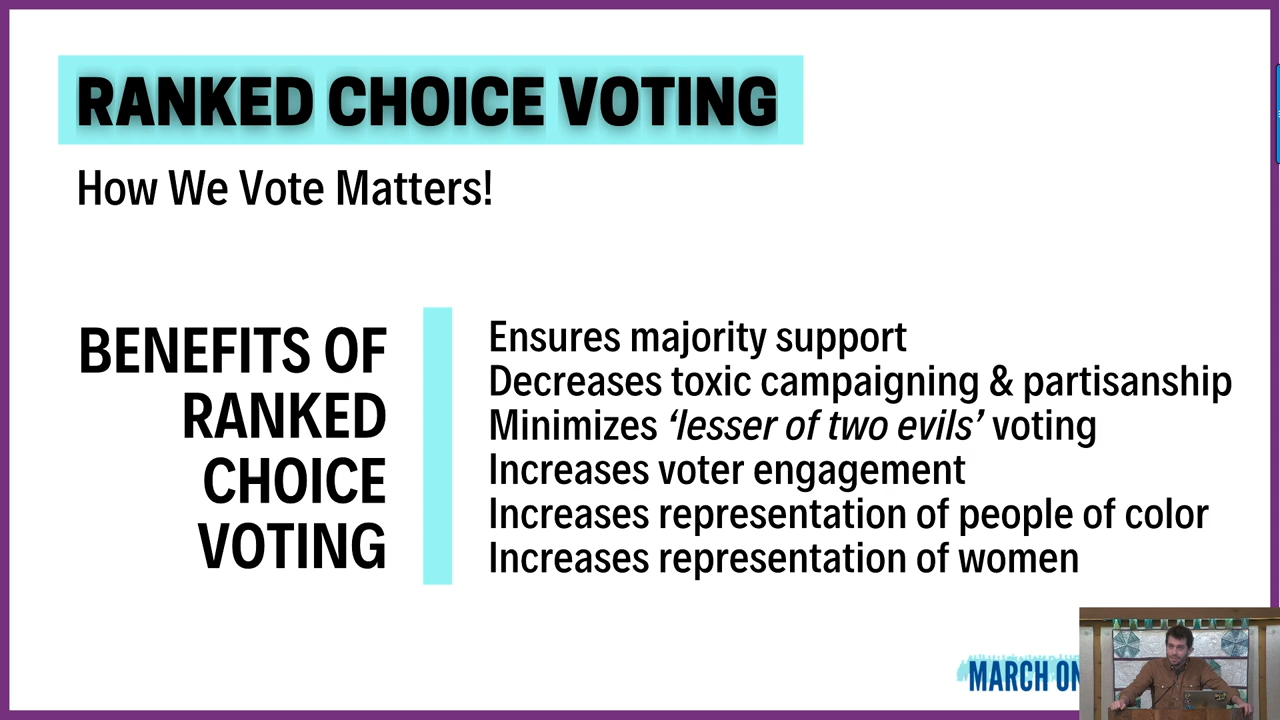 RANKED CHOICE VOTING
How We Vote Matters!
BENEFITS OF
RANKED
CHOICE
VOTING
Ensures majority support
Decreases toxic campaigning & partisanship
Minimizes ‘lesser of two evils’ voting
Increases voter engagement
Increases representation of people of color
Increases representation of women
MARCH ON